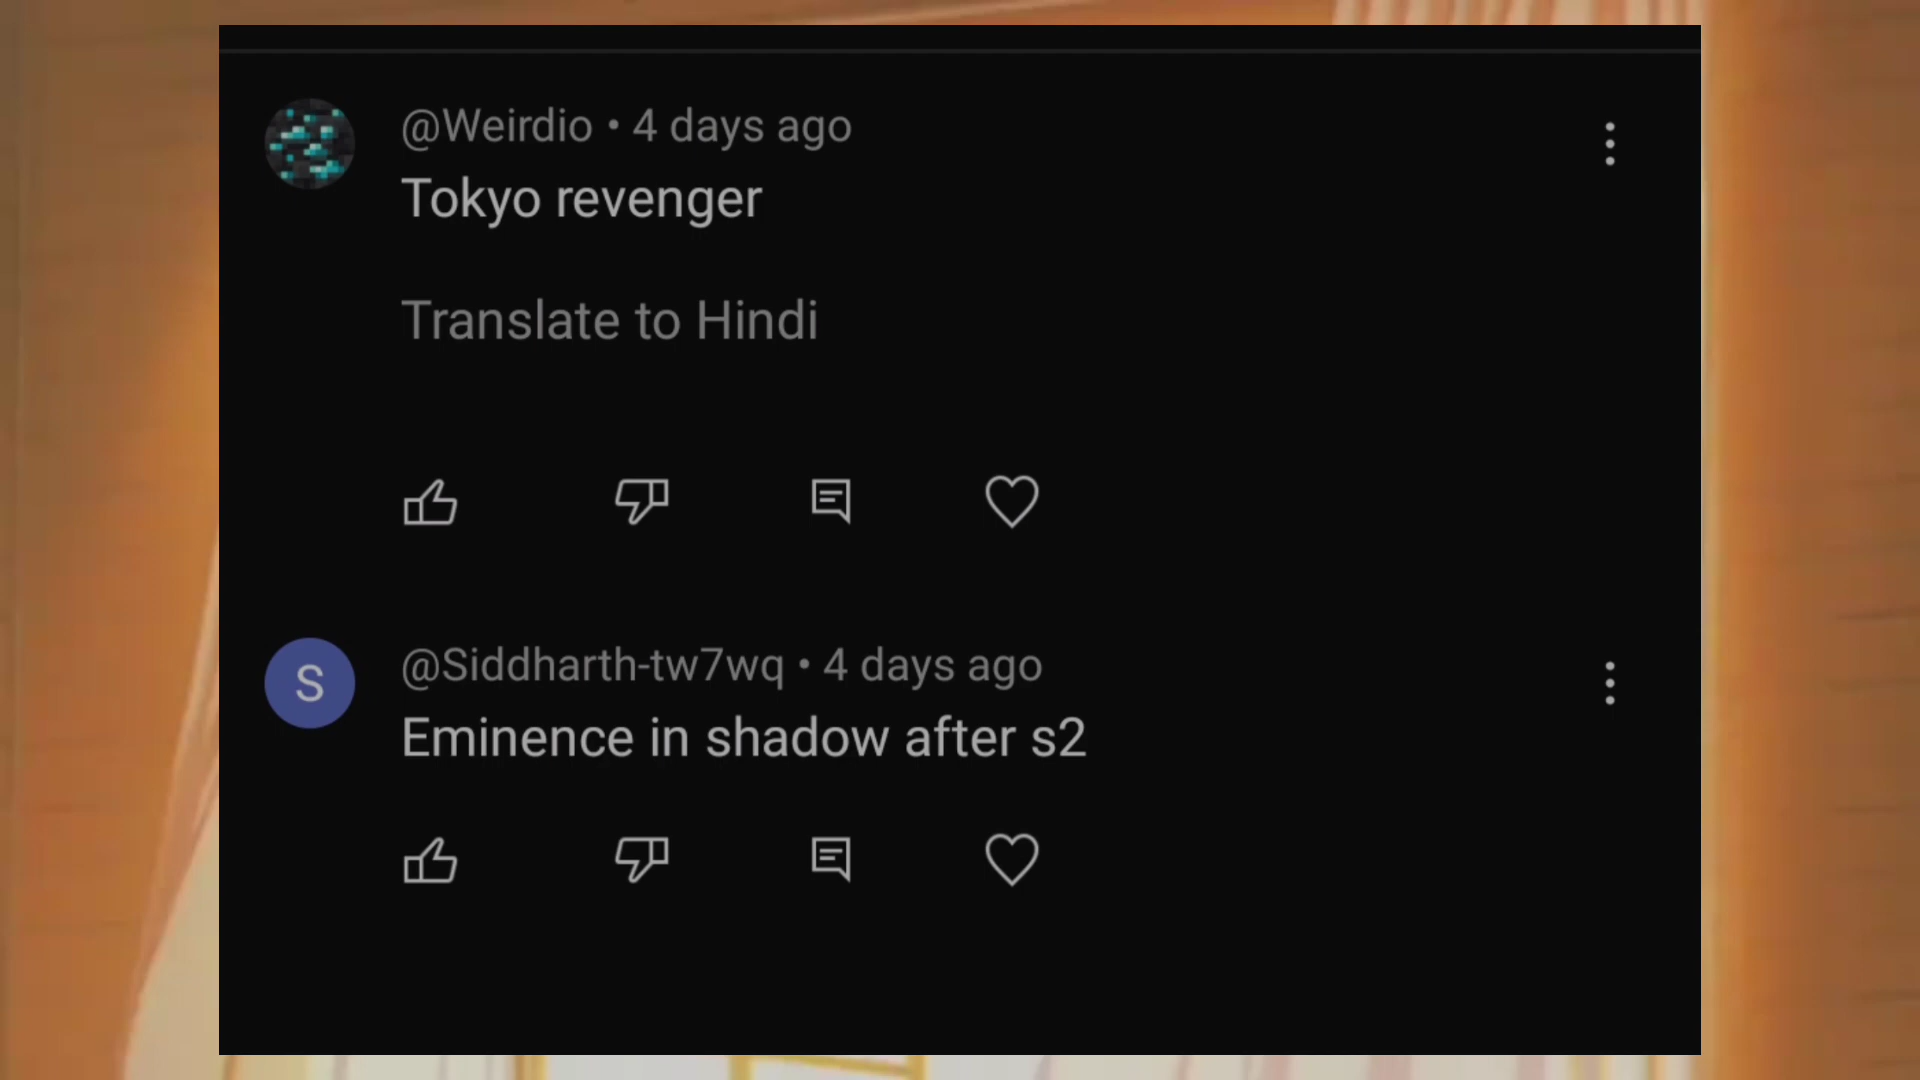 @Weirdio • 4 days ago
Tokyo revenger
Translate to Hindi
S
@Siddharth-tw7wq • 4 days ago
Eminence in shadow after s2